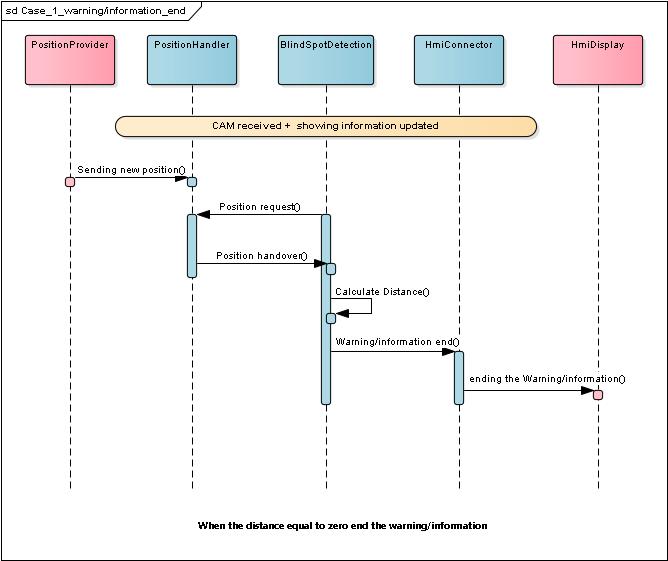 sd Case_1_warning/information_end
PositionProvider
PositionHandler
BlindSpotDetection
HmiConnector
HmiDisplay
CAM received + showing information updated
Sending new position()
Position request()
Position handover()
Calculate Distance()
Warning/information end()
ending the Warning/information()
When the distance equal to zero end the warning/information